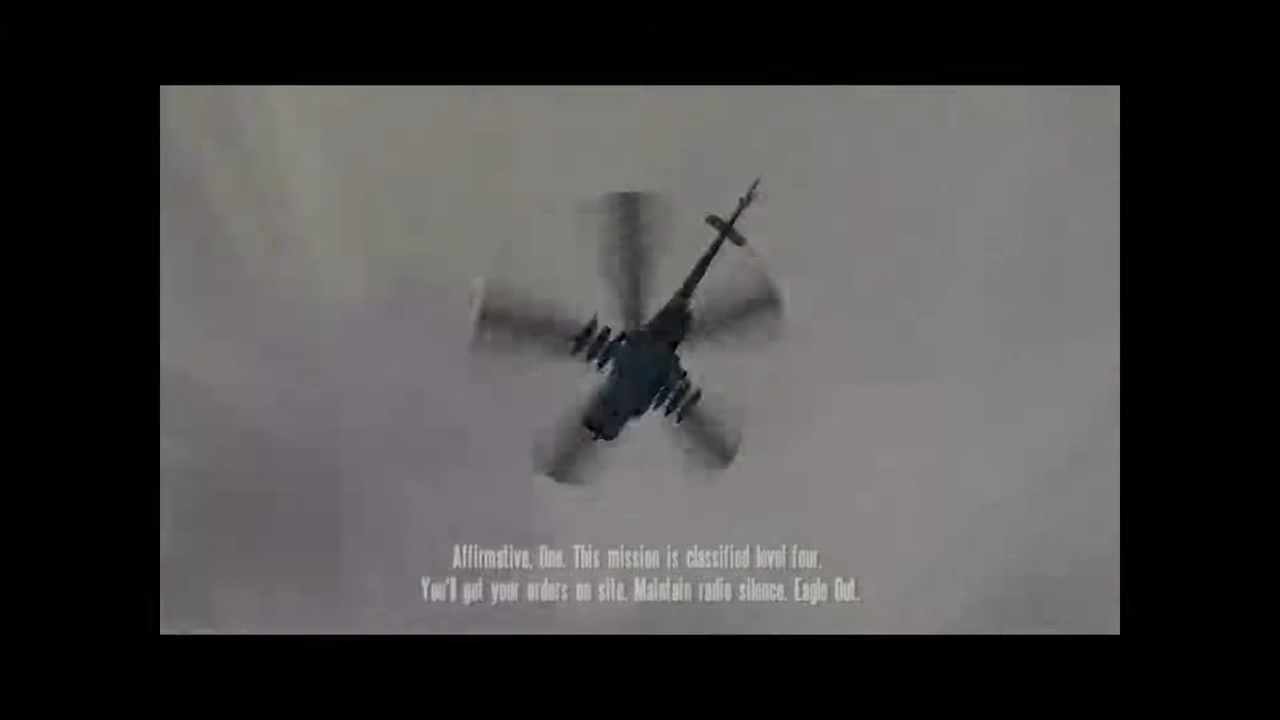 Affirmative, One. This mission is classified level four.
You'll get your orders on site. Maintain radio silence. Eagle Out.